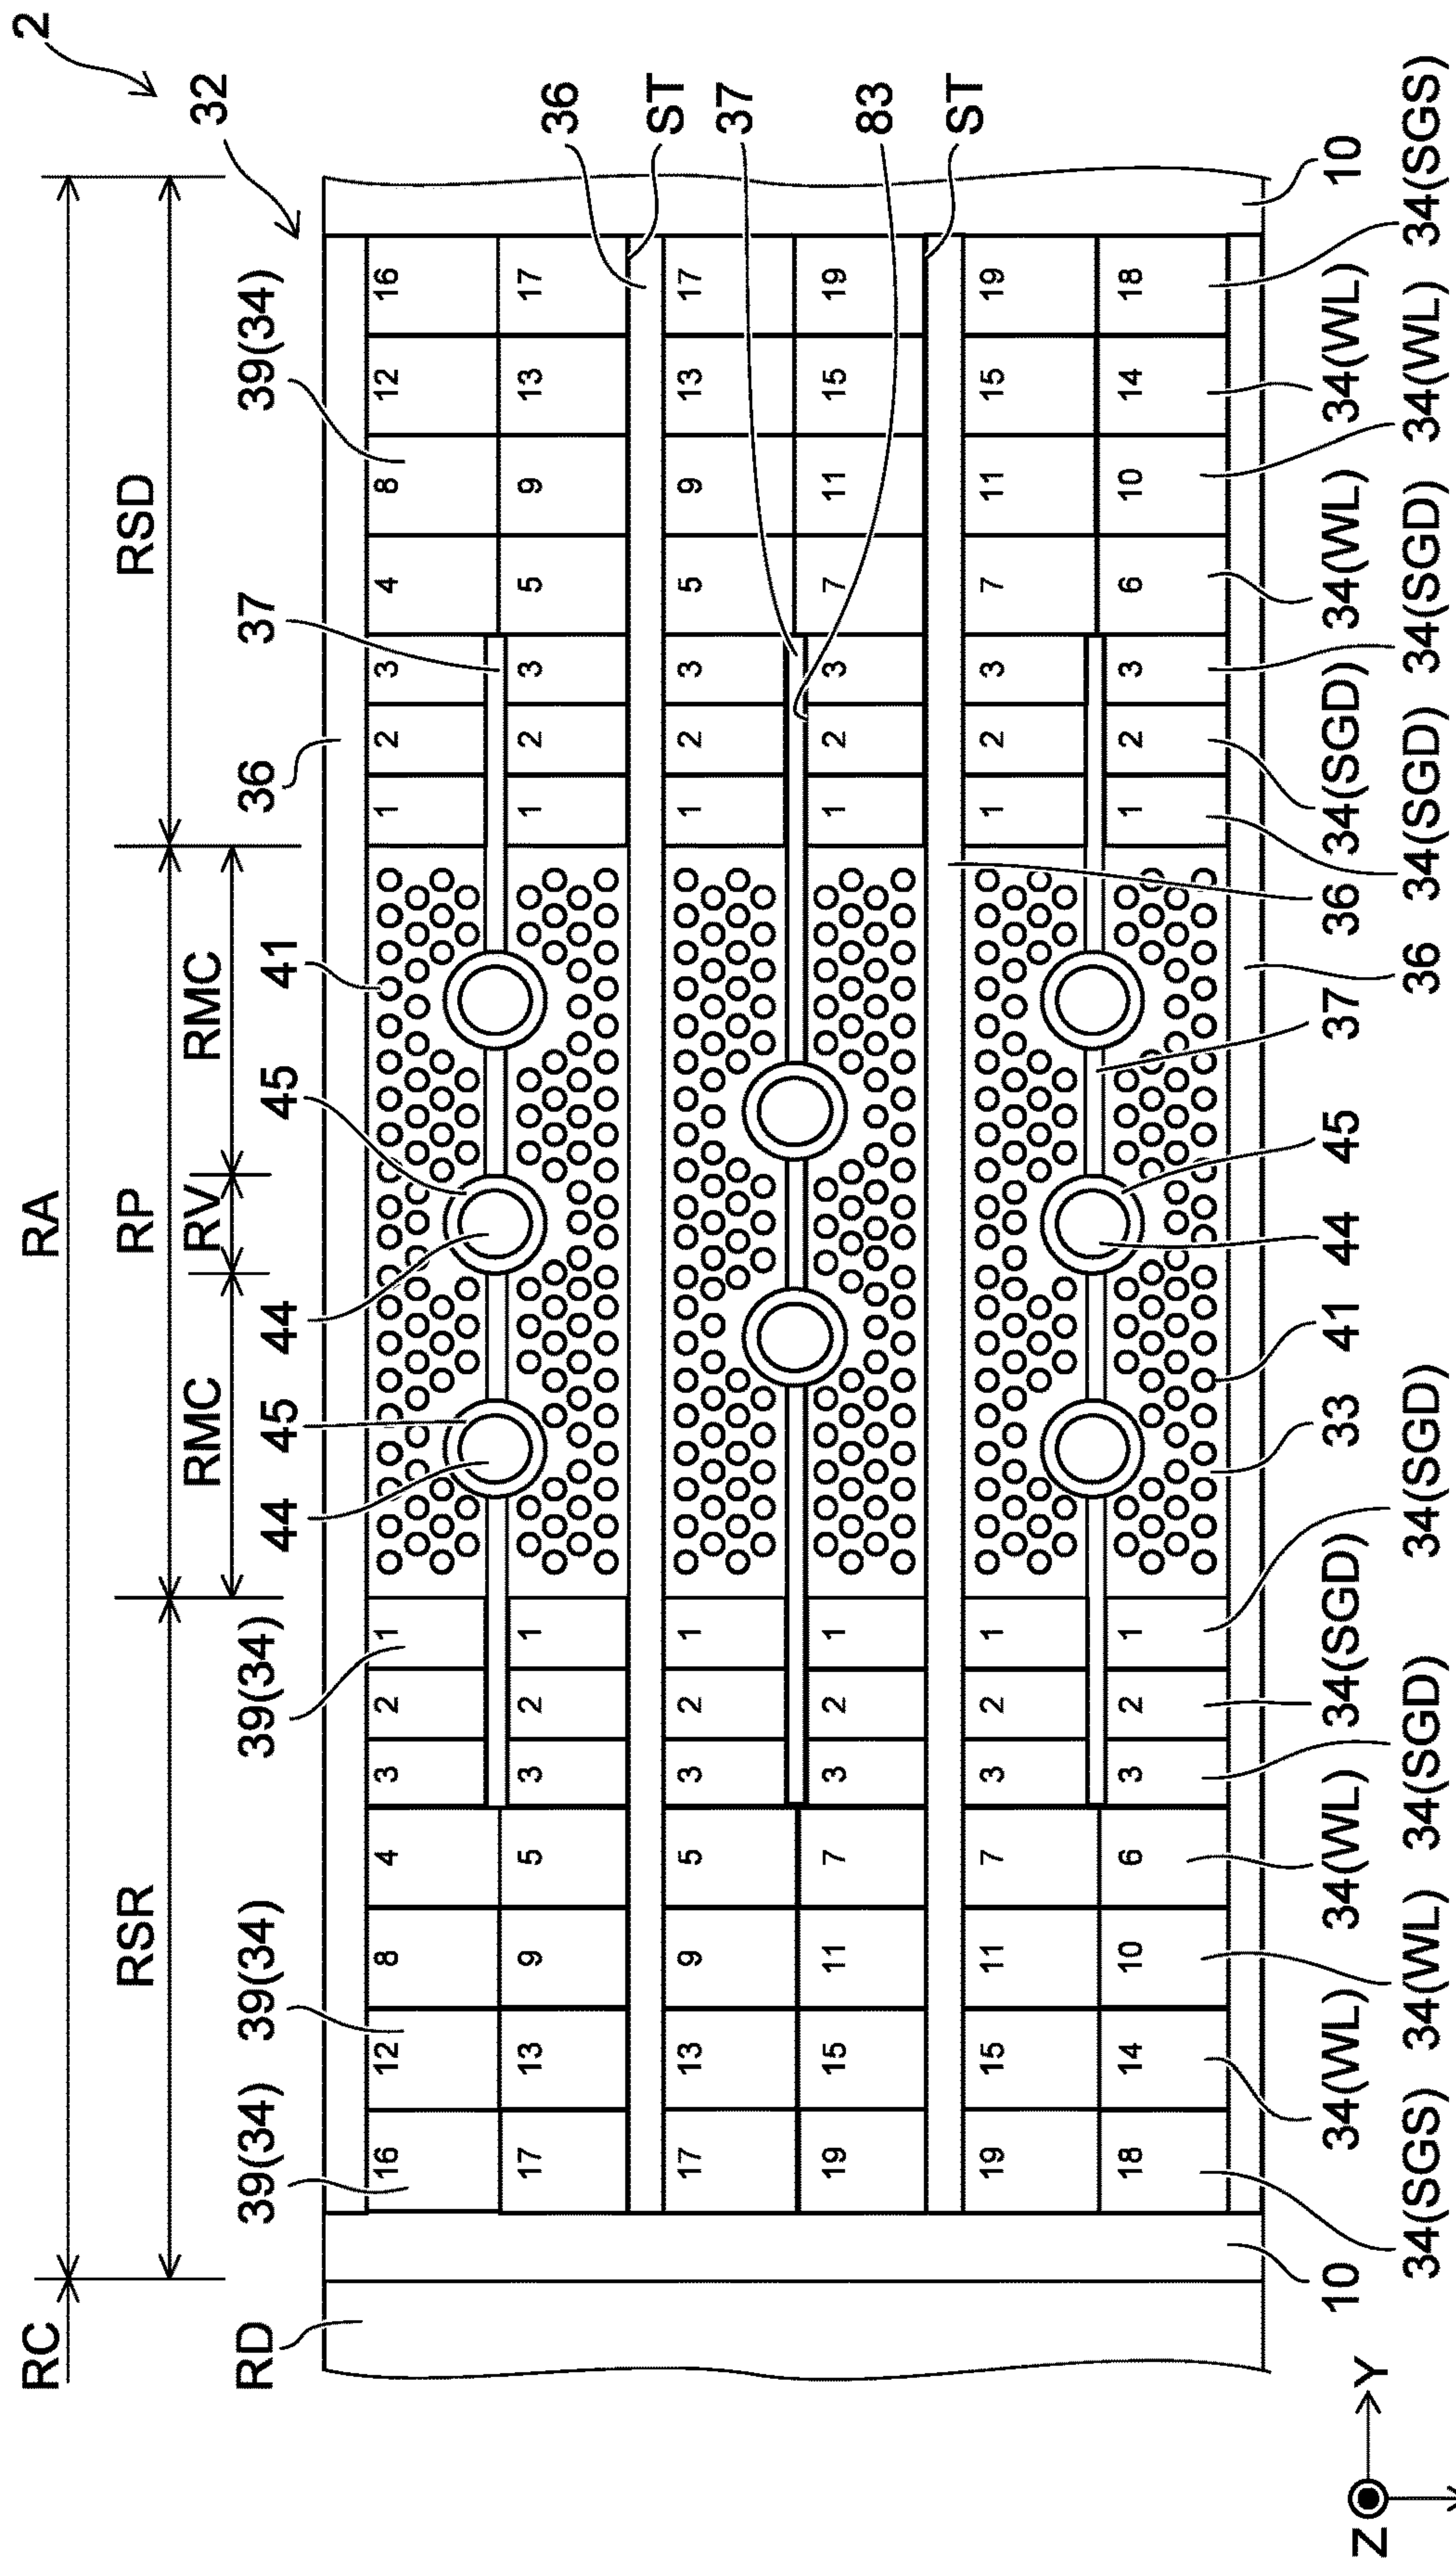 2
RC RA
RSR RP RSD
RMC RV RMC 32
RD 39(34) 39(34) 39(34) 44 45 44 45 41 36 37 39(34)
16 12 8 4 3 2 1 1 2 3 4 8 12 16
17 13 9 5 3 2 1 1 2 3 5 9 13 17
36
ST
17 13 9 5 3 2 1 1 2 3 5 9 13 17
37
19 15 11 7 3 2 1 1 2 3 7 11 15 19
83
ST
19 15 11 7 3 2 1 1 2 3 7 11 15 19
18 14 10 6 3 2 1 1 2 3 6 10 14 18
10 34(WL) 34(WL) 34(SGD) 33 41 44 45 37 36 34(SGD) 34(WL) 34(WL) 10
34(SGS) 34(WL) 34(SGD) 34(SGD) 36 34(SGD) 34(SGD) 34(WL) 34(SGS)
Z Y